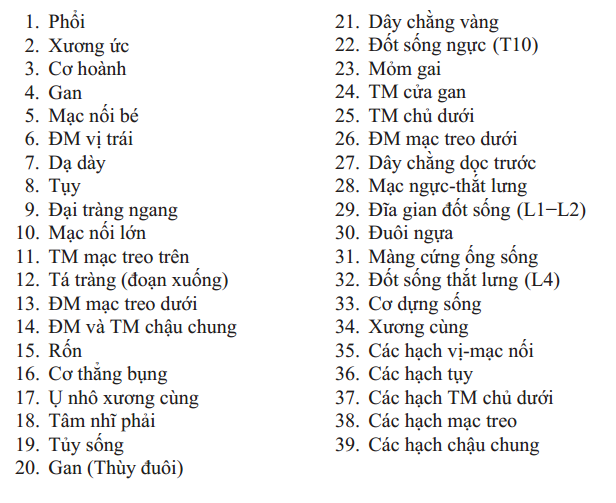 1. Phổi
2. Xương ức
3. Cơ hoành
4. Gan
5. Mạc nối bé
6. ĐM vị trái
7. Dạ dày
8. Tụy
9. Đại tràng ngang
10. Mạc nối lớn
11. TM mạc treo trên
12. Tá tràng (đoạn xuống)
13. ĐM mạc treo dưới
14. ĐM và TM chậu chung
15. Rốn
16. Cơ thẳng bụng
17. Ụ nhô xương cùng
18. Tâm nhĩ phải
19. Tủy sống
20. Gan (Thùy đuôi)
21. Dây chằng vàng
22. Đốt sống ngực (T10)
23. Mỏm gai
24. TM cửa gan
25. TM chủ dưới
26. ĐM mạc treo dưới
27. Dây chằng dọc trước
28. Mạc ngực-thắt lưng
29. Đĩa gian đốt sống (L1−L2)
30. Đuôi ngựa
31. Màng cứng ống sống
32. Đốt sống thắt lưng (L4)
33. Cơ dựng sống
34. Xương cùng
35. Các hạch vị-mạc nối
36. Các hạch tụy
37. Các hạch TM chủ dưới
38. Các hạch mạc treo
39. Các hạch chậu chung